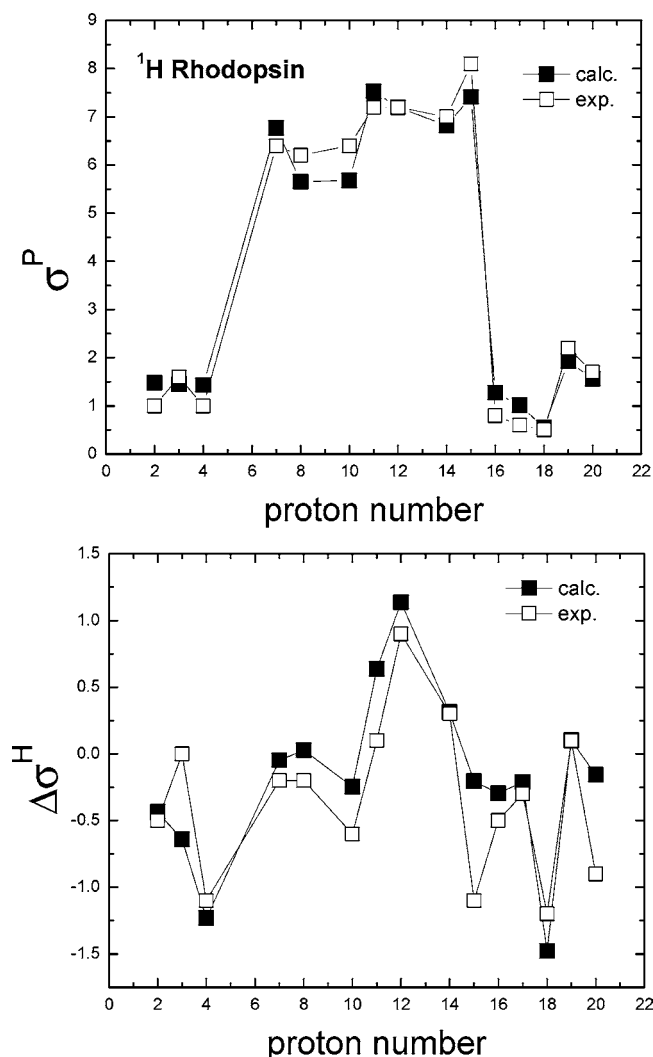 9
8
7
6
5
4
3
2
1
0
¹H Rhodopsin
calc.
exp.
σᴾ
0 2 4 6 8 10 12 14 16 18 20 22
proton number
1.5
1.0
0.5
0.0
-0.5
-1.0
-1.5
calc.
exp.
Δσᴴ
0 2 4 6 8 10 12 14 16 18 20 22
proton number